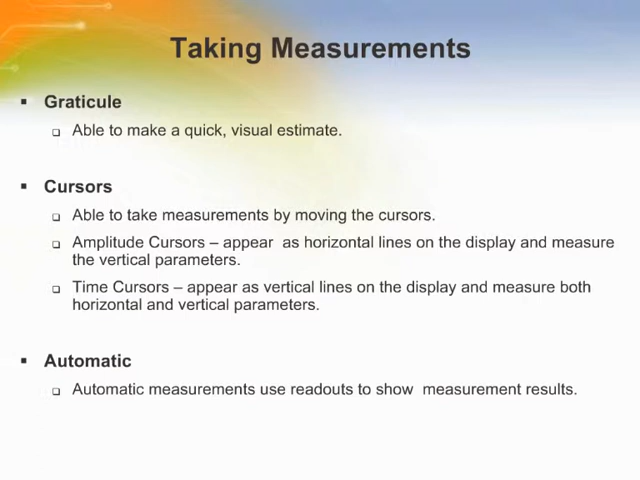 Taking Measurements
▪ Graticule
❑ Able to make a quick, visual estimate.
▪ Cursors
❑ Able to take measurements by moving the cursors.
❑ Amplitude Cursors – appear  as horizontal lines on the display and measure
the vertical parameters.
❑ Time Cursors – appear as vertical lines on the display and measure both
horizontal and vertical parameters.
▪ Automatic
❑ Automatic measurements use readouts to show  measurement results.